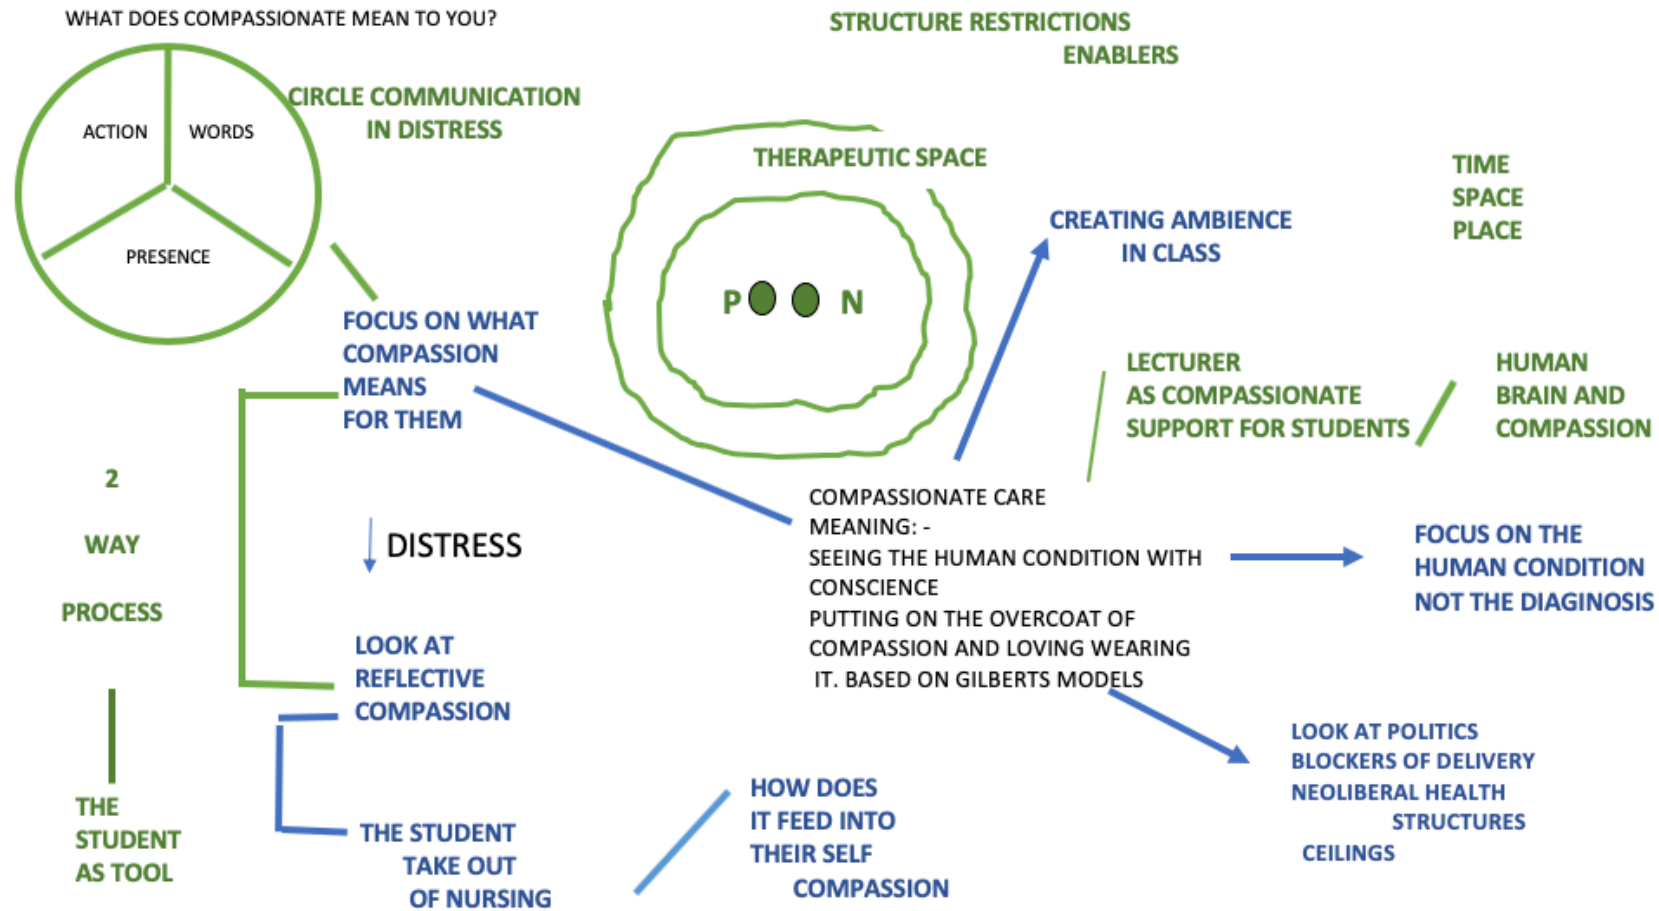 WHAT DOES COMPASSIONATE MEAN TO YOU?
STRUCTURE RESTRICTIONS
ENABLERS
CIRCLE COMMUNICATION
IN DISTRESS
ACTION
WORDS
PRESENCE
THERAPEUTIC SPACE
P
N
CREATING AMBIENCE
IN CLASS
TIME
SPACE
PLACE
FOCUS ON WHAT
COMPASSION
MEANS
FOR THEM
LECTURER
AS COMPASSIONATE
SUPPORT FOR STUDENTS
HUMAN
BRAIN AND
COMPASSION
2
WAY
PROCESS
DISTRESS
COMPASSIONATE CARE
MEANING: -
SEEING THE HUMAN CONDITION WITH
CONSCIENCE
PUTTING ON THE OVERCOAT OF
COMPASSION AND LOVING WEARING
IT. BASED ON GILBERTS MODELS
FOCUS ON THE
HUMAN CONDITION
NOT THE DIAGINOSIS
LOOK AT
REFLECTIVE
COMPASSION
LOOK AT POLITICS
BLOCKERS OF DELIVERY
NEOLIBERAL HEALTH
STRUCTURES
CEILINGS
THE
STUDENT
AS TOOL
THE STUDENT
TAKE OUT
OF NURSING
HOW DOES
IT FEED INTO
THEIR SELF
COMPASSION